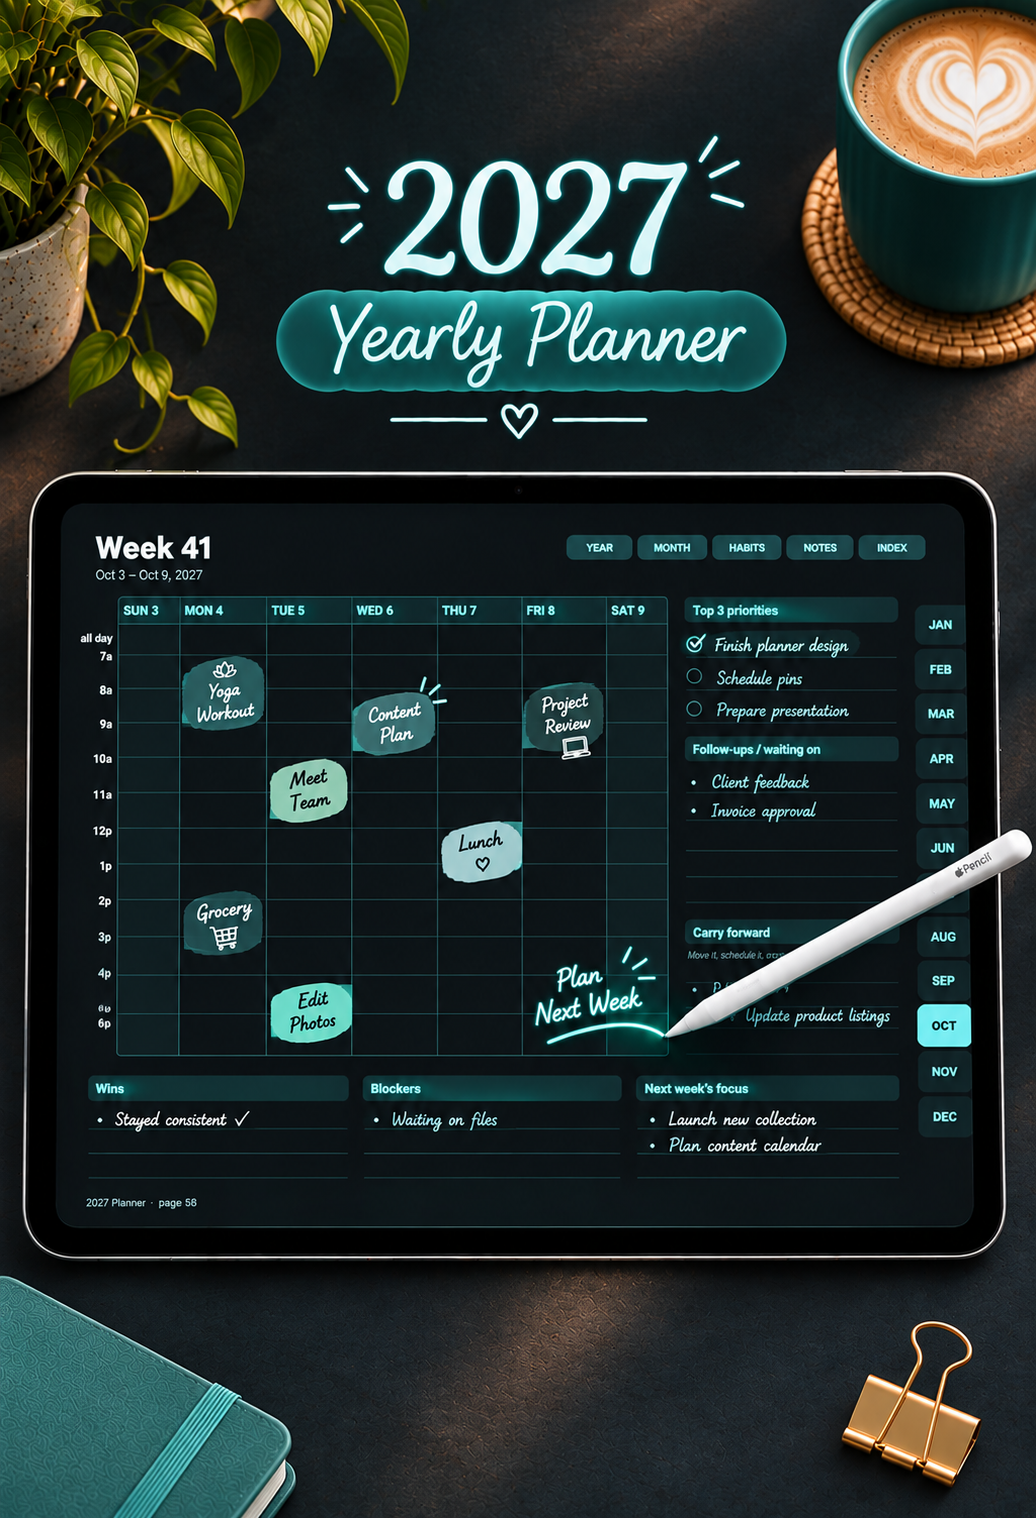 2027
Yearly Planner
Week 41
Oct 3 – Oct 9, 2027
YEAR
MONTH
HABITS
NOTES
INDEX
SUN 3
MON 4
TUE 5
WED 6
THU 7
FRI 8
SAT 9
all day
7a
8a
9a
10a
11a
12p
1p
2p
3p
4p
6p
Yoga
Workout
Content
Plan
Project
Review
Meet
Team
Lunch
Grocery
Edit
Photos
Plan
Next Week
Top 3 priorities
Finish planner design
Schedule pins
Prepare presentation
Follow-ups / waiting on
• Client feedback
• Invoice approval
Carry forward
Move it, schedule it,
Update product listings
JAN
FEB
MAR
APR
MAY
JUN
AUG
SEP
OCT
NOV
DEC
Pencil
Wins
• Stayed consistent ✓
Blockers
• Waiting on files
Next week's focus
• Launch new collection
• Plan content calendar
2027 Planner · page 56